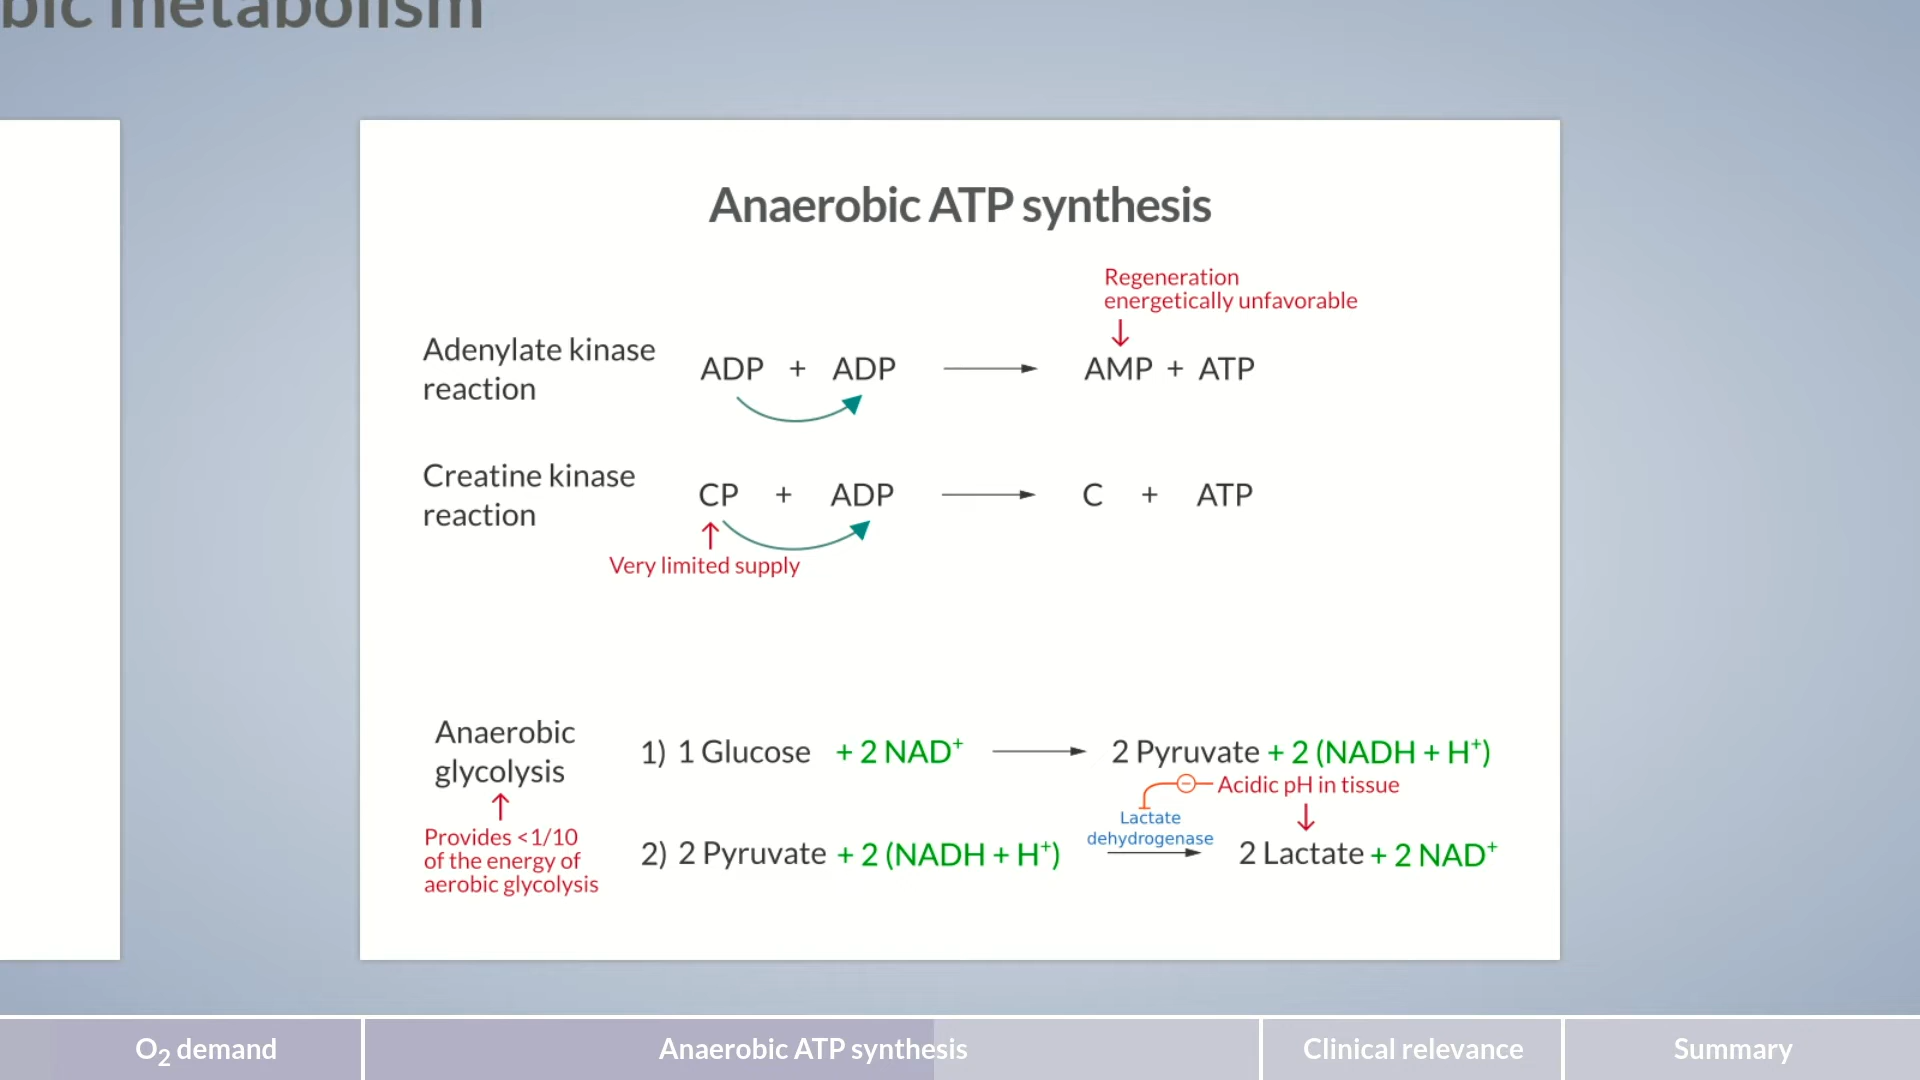 bic metabolism
Anaerobic ATP synthesis
Regeneration
energetically unfavorable
↓
Adenylate kinase
reaction
ADP + ADP → AMP + ATP
Creatine kinase
reaction
CP + ADP → C + ATP
↑
Very limited supply
Anaerobic
glycolysis
↑
Provides <1/10
of the energy of
aerobic glycolysis
1) 1 Glucose + 2 NAD⁺ → 2 Pyruvate + 2 (NADH + H⁺)
⊖ Acidic pH in tissue
↓
Lactate
dehydrogenase
2) 2 Pyruvate + 2 (NADH + H⁺) → 2 Lactate + 2 NAD⁺
O₂ demand
Anaerobic ATP synthesis
Clinical relevance
Summary